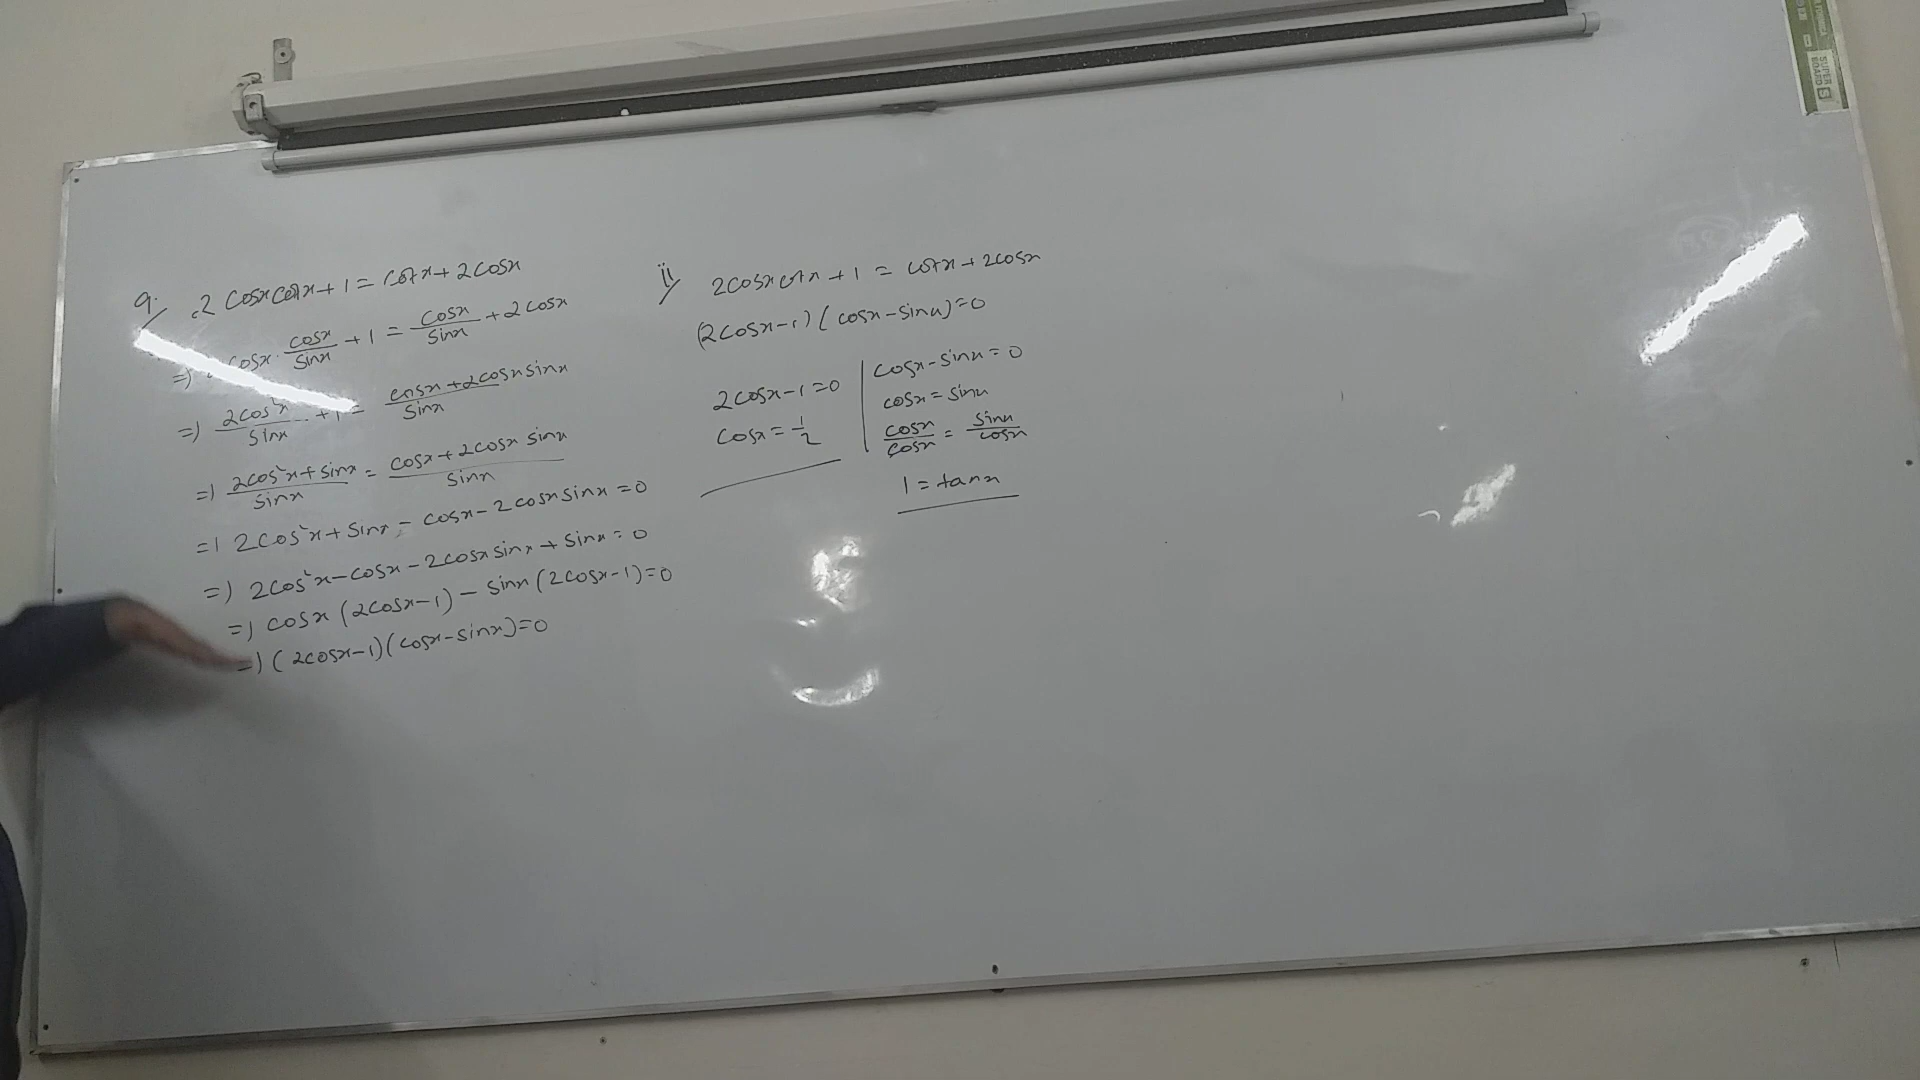 9. 2 cosx cotx + 1 = cotx + 2cosx
=) cosx · cosx/sinx + 1 = cosx/sinx + 2cosx
=) 2cos²x/sinx + 1 = cosx + 2cosx sinx/sinx
=) 2cos²x + sinx/sinx = cosx + 2cosx sinx/sinx
=) 2cos²x + sinx - cosx - 2cosx sinx = 0
=) 2cos²x - cosx - 2cosx sinx + sinx = 0
=) cosx (2cosx-1) - sinx (2cosx-1) = 0
=) (2cosx-1)(cosx-sinx) = 0
ii) 2cosx cotx + 1 = cotx + 2cosx
(2cosx-1)(cosx-sinx) = 0
2cosx-1 = 0
cosx = 1/2
cosx-sinx = 0
cosx = sinx
cosx/cosx = sinx/cosx
1 = tanx
SUPER
BOARD